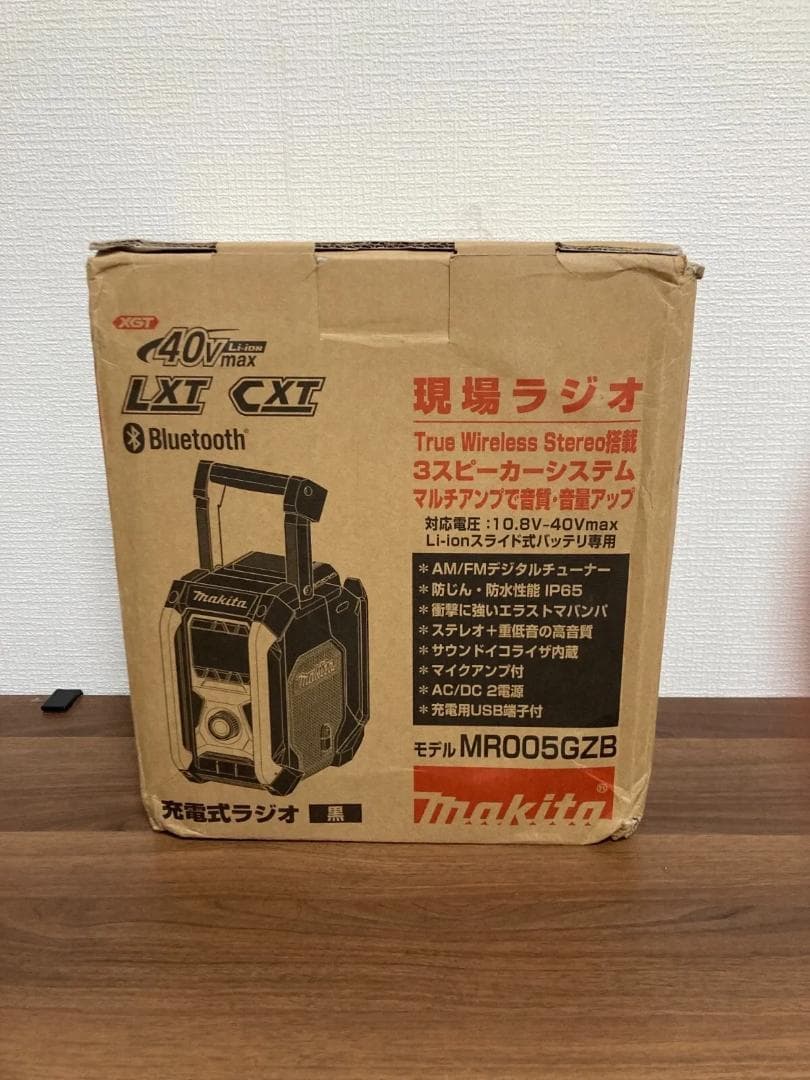 XGT
40Vmax Li-ion
LXT CXT
Bluetooth®
makita
makita
充電式ラジオ 黒
現場ラジオ
True Wireless Stereo搭載
3スピーカーシステム
マルチアンプで音質・音量アップ
対応電圧:10.8V-40Vmax
Li-ionスライド式バッテリ専用
*AM/FMデジタルチューナー
*防じん・防水性能 IP65
*衝撃に強いエラストマバンパ
*ステレオ+重低音の高音質
*サウンドイコライザ内蔵
*マイクアンプ付
*AC/DC 2電源
*充電用USB端子付
モデル MR005GZB
makita®